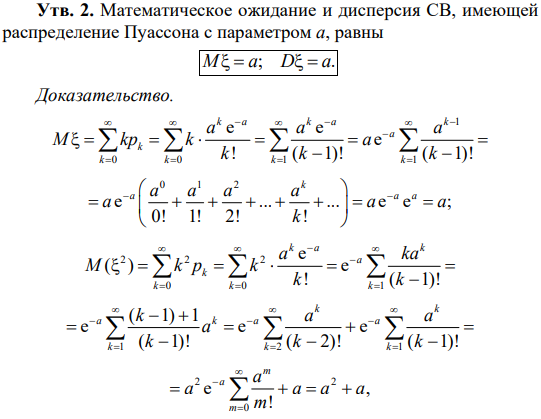 Утв. 2. Математическое ожидание и дисперсия СВ, имеющей
распределение Пуассона с параметром a, равны
Mξ = a; Dξ = a.
Доказательство.
Mξ = ∑_{k=0}^{∞} kp_k = ∑_{k=0}^{∞} k · (a^k e^{−a})/k! = ∑_{k=1}^{∞} (a^k e^{−a})/(k −1)! = a e^{−a} ∑_{k=1}^{∞} a^{k−1}/(k −1)! =
= a e^{−a} (a^0/0! + a^1/1! + a^2/2! + ... + a^k/k! + ...) = a e^{−a} e^a = a;
M(ξ^2) = ∑_{k=0}^{∞} k^2 p_k = ∑_{k=0}^{∞} k^2 · (a^k e^{−a})/k! = e^{−a} ∑_{k=1}^{∞} ka^k/(k −1)! =
= e^{−a} ∑_{k=1}^{∞} ((k −1) +1)/(k −1)! a^k = e^{−a} ∑_{k=2}^{∞} a^k/(k −2)! + e^{−a} ∑_{k=1}^{∞} a^k/(k −1)! =
= a^2 e^{−a} ∑_{m=0}^{∞} a^m/m! + a = a^2 + a,